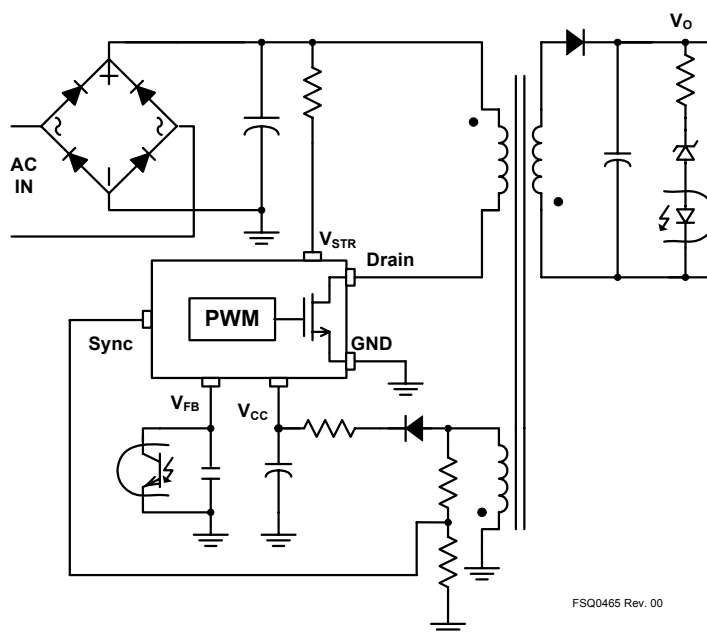 V_O
AC
IN
V_STR
Drain
PWM
Sync
GND
V_FB
V_CC
FSQ0465 Rev. 00